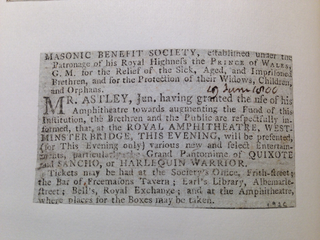 MASONIC BENEFIT SOCIETY, established under the
Patronage of his Royal Highness the PRINCE of WALES,
G. M. for the Relief of the Sick, Aged, and Imprisoned
Brethren, and for the Protection of their Widows, Children,
and Orphans.
19 June 1800
MR. ASTLEY, Jun. having granted the use of his
Amphitheatre towards augmenting the Fund of this
Institution, the Brethren and the Public are respectfully in-
formed, that, at the ROYAL AMPHITHEATRE, WEST-
MINSTER BRIDGE, THIS EVENING, will be presented,
(for This Evening only) various new and select Entertain-
ments, particularly the Grand Pantomime of QUIXOTE
and SANCHO, or HARLEQUIN WARRIOR.
Tickets may be had at the Society's Office, Frith-street;
the Bar of Freemasons Tavern; Earl's Library, Albemarle-
street; Bell's, Royal Exchange; and at the Amphitheatre,
where places for the Boxes may be taken.